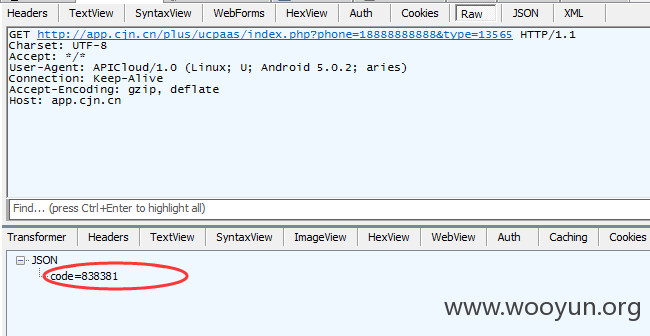 Headers TextView SyntaxView WebForms HexView Auth Cookies Raw JSON XML
GET http://app.cjn.cn/plus/ucpaas/index.php?phone=18888888888&type=13565 HTTP/1.1
Charset: UTF-8
Accept: */*
User-Agent: APICloud/1.0 (Linux; U; Android 5.0.2; aries)
Connection: Keep-Alive
Accept-Encoding: gzip, deflate
Host: app.cjn.cn
Find... (press Ctrl+Enter to highlight all)
Transformer Headers TextView SyntaxView ImageView HexView WebView Auth Caching Cookies
JSON
code=838381
www.wooyun.org